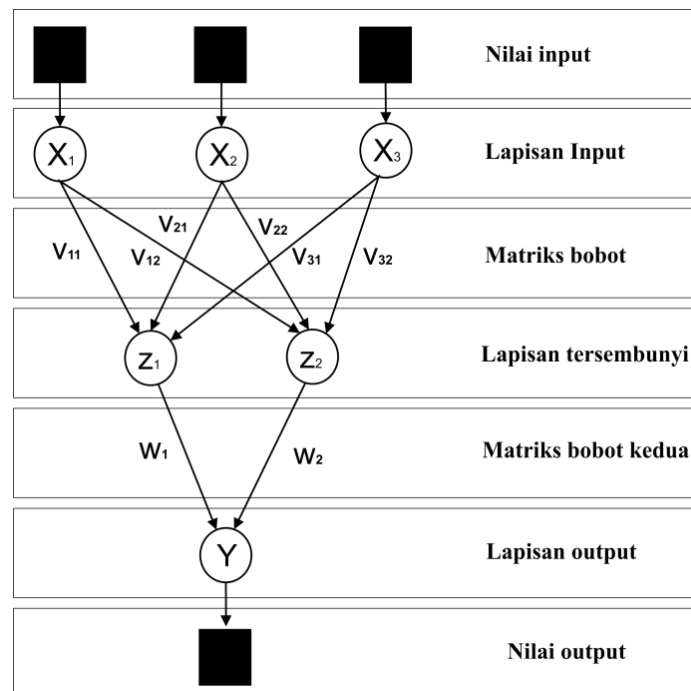 Nilai input
X₁ X₂ X₃ Lapisan Input
V₁₁ V₁₂ V₂₁ V₂₂ V₃₁ V₃₂ Matriks bobot
Z₁ Z₂ Lapisan tersembunyi
W₁ W₂ Matriks bobot kedua
Y Lapisan output
Nilai output